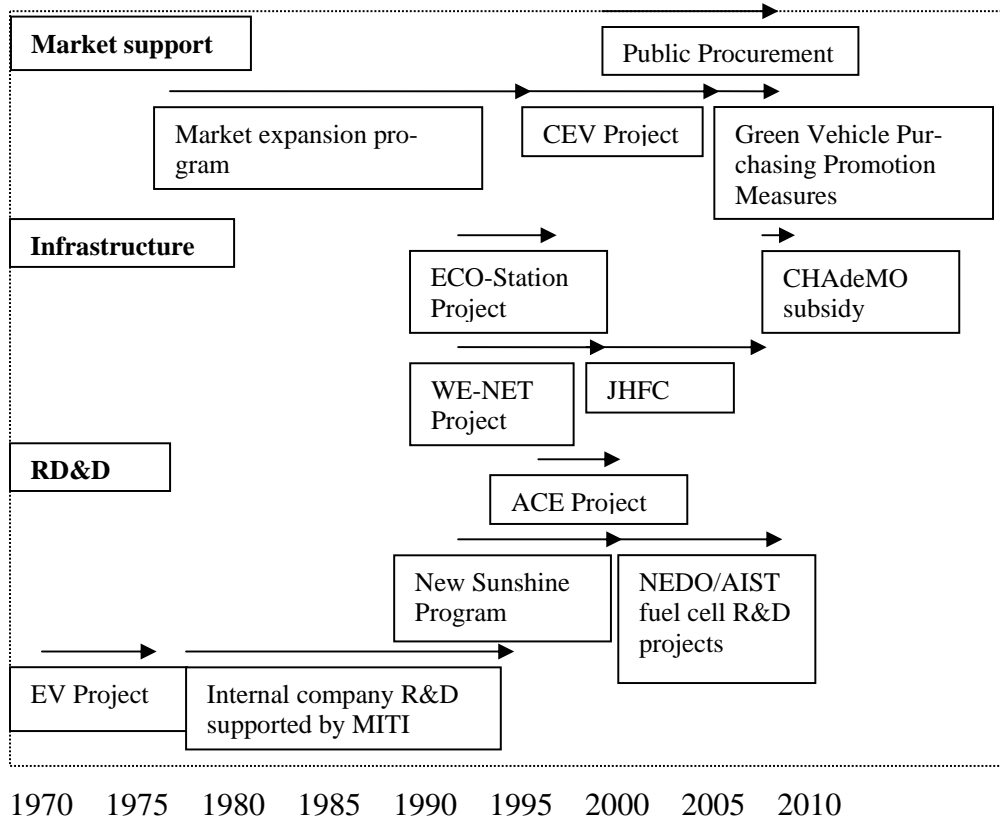 Market support
Public Procurement
Market expansion pro-
gram
CEV Project
Green Vehicle Pur-
chasing Promotion
Measures
Infrastructure
ECO-Station
Project
CHAdeMO
subsidy
WE-NET
Project
JHFC
RD&D
ACE Project
New Sunshine
Program
NEDO/AIST
fuel cell R&D
projects
EV Project
Internal company R&D
supported by MITI
1970 1975 1980 1985 1990 1995 2000 2005 2010